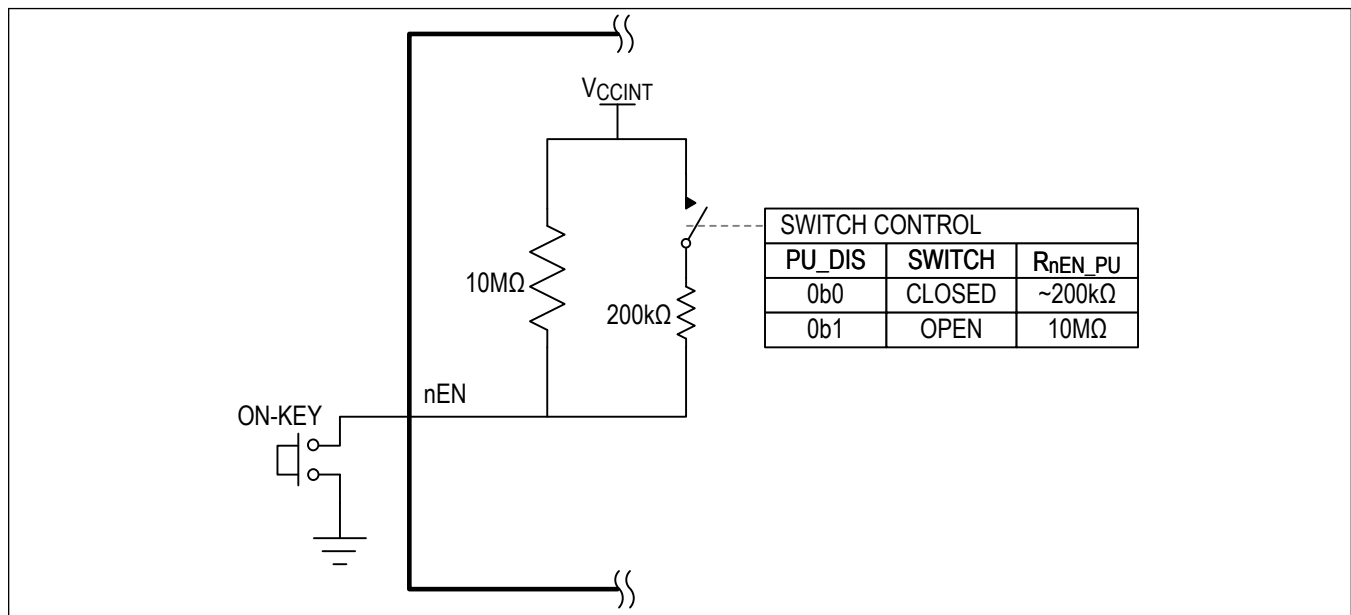 VCCINT
10MΩ
200kΩ
nEN
ON-KEY
SWITCH CONTROL
PU_DIS SWITCH RnEN_PU
0b0 CLOSED ~200kΩ
0b1 OPEN 10MΩ